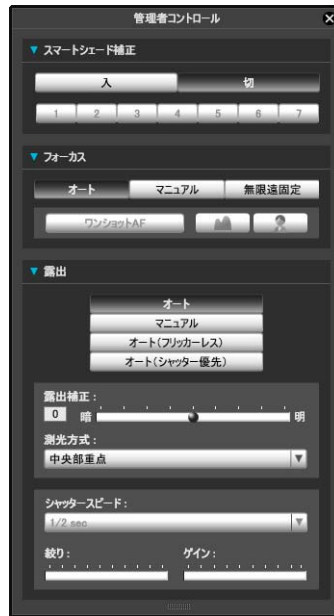 管理者コントロール
スマートシェード補正
入 切
1 2 3 4 5 6 7
フォーカス
オート マニュアル 無限遠固定
ワンショットAF
露出
オート
マニュアル
オート(フリッカーレス)
オート(シャッター優先)
露出補正：
0 暗 明
測光方式：
中央部重点
シャッタースピード：
1/2 sec
絞り： ゲイン：